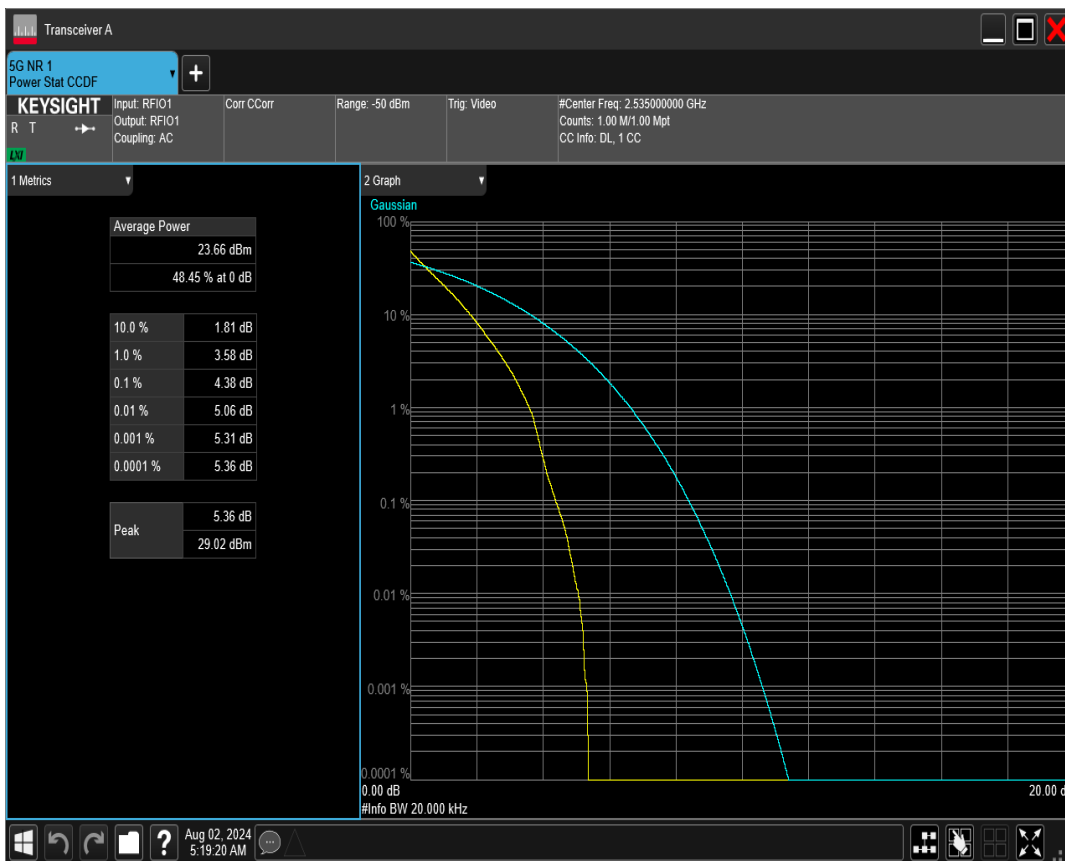 Transceiver A
5G NR 1
Power Stat CCDF
KEYSIGHT
R T
LXI
Input: RFIO1
Output: RFIO1
Coupling: AC
Corr CCorr
Range: -50 dBm
Trig: Video
#Center Freq: 2.535000000 GHz
Counts: 1.00 M/1.00 Mpt
CC Info: DL, 1 CC
1 Metrics
Average Power
23.66 dBm
48.45 % at 0 dB
10.0 % 1.81 dB
1.0 % 3.58 dB
0.1 % 4.38 dB
0.01 % 5.06 dB
0.001 % 5.31 dB
0.0001 % 5.36 dB
Peak
5.36 dB
29.02 dBm
2 Graph
Gaussian
100 %
10 %
1 %
0.1 %
0.01 %
0.001 %
0.0001 %
0.00 dB 20.00 d
#Info BW 20.000 kHz
Aug 02, 2024
5:19:20 AM